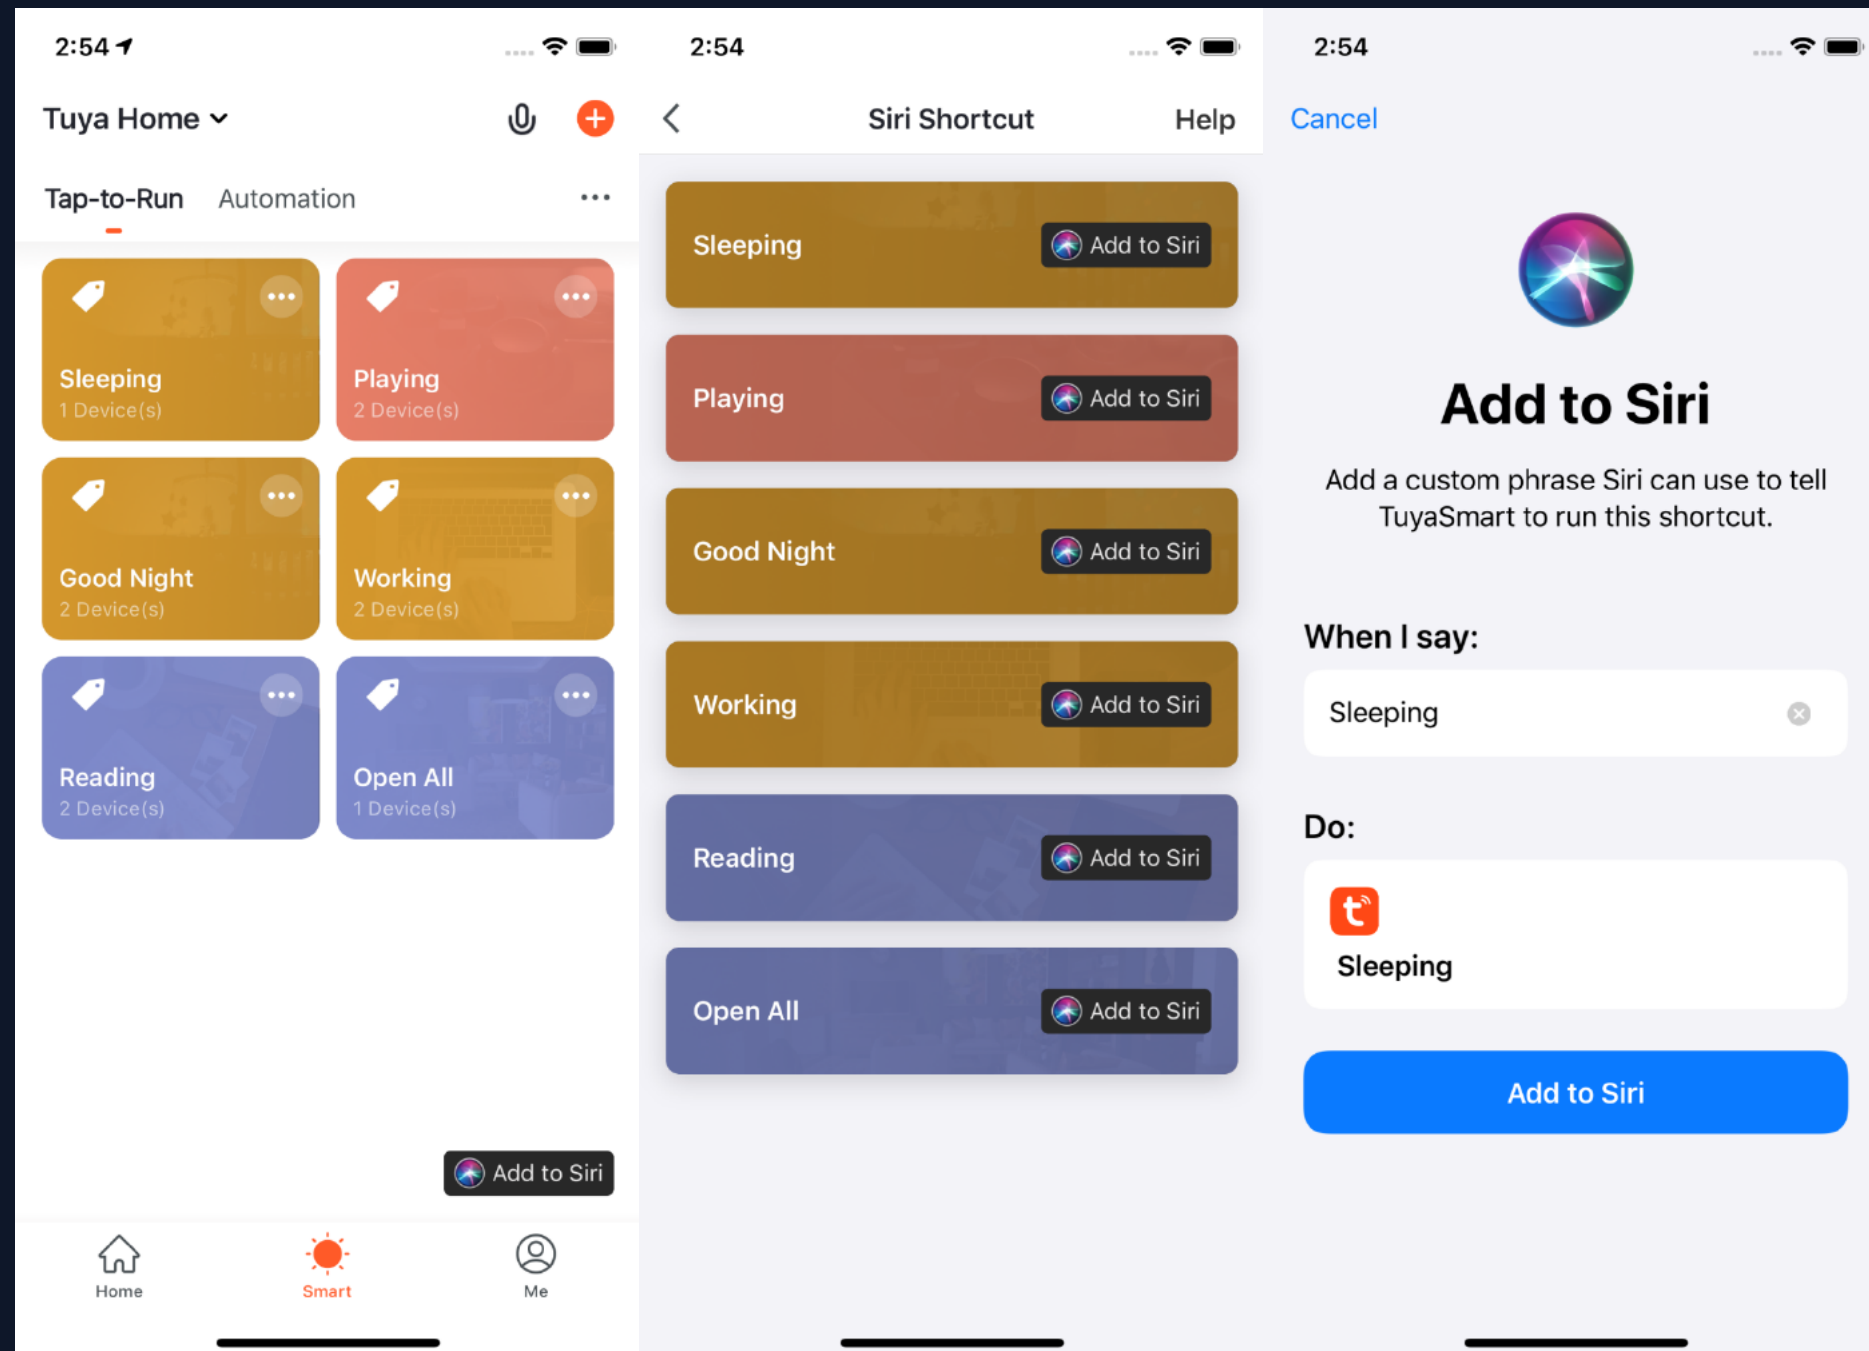 2:54
Tuya Home
Tap-to-Run Automation
Sleeping
1 Device(s)
Playing
2 Device(s)
Good Night
2 Device(s)
Working
2 Device(s)
Reading
2 Device(s)
Open All
1 Device(s)
Add to Siri
Home
Smart
Me
2:54
Siri Shortcut
Help
Sleeping
Add to Siri
Playing
Add to Siri
Good Night
Add to Siri
Working
Add to Siri
Reading
Add to Siri
Open All
Add to Siri
2:54
Cancel
Add to Siri
Add a custom phrase Siri can use to tell
TuyaSmart to run this shortcut.
When I say:
Sleeping
Do:
Sleeping
Add to Siri